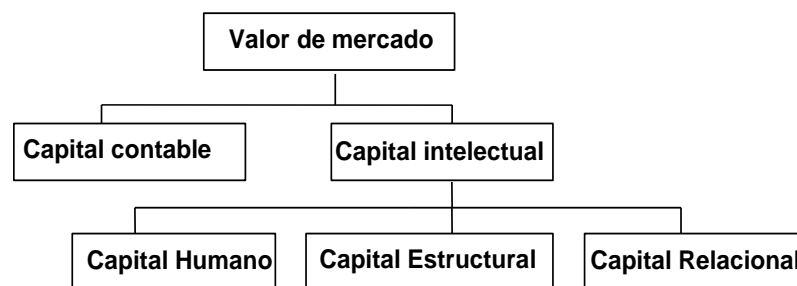 Valor de mercado
Capital contable
Capital intelectual
Capital Humano
Capital Estructural
Capital Relacional